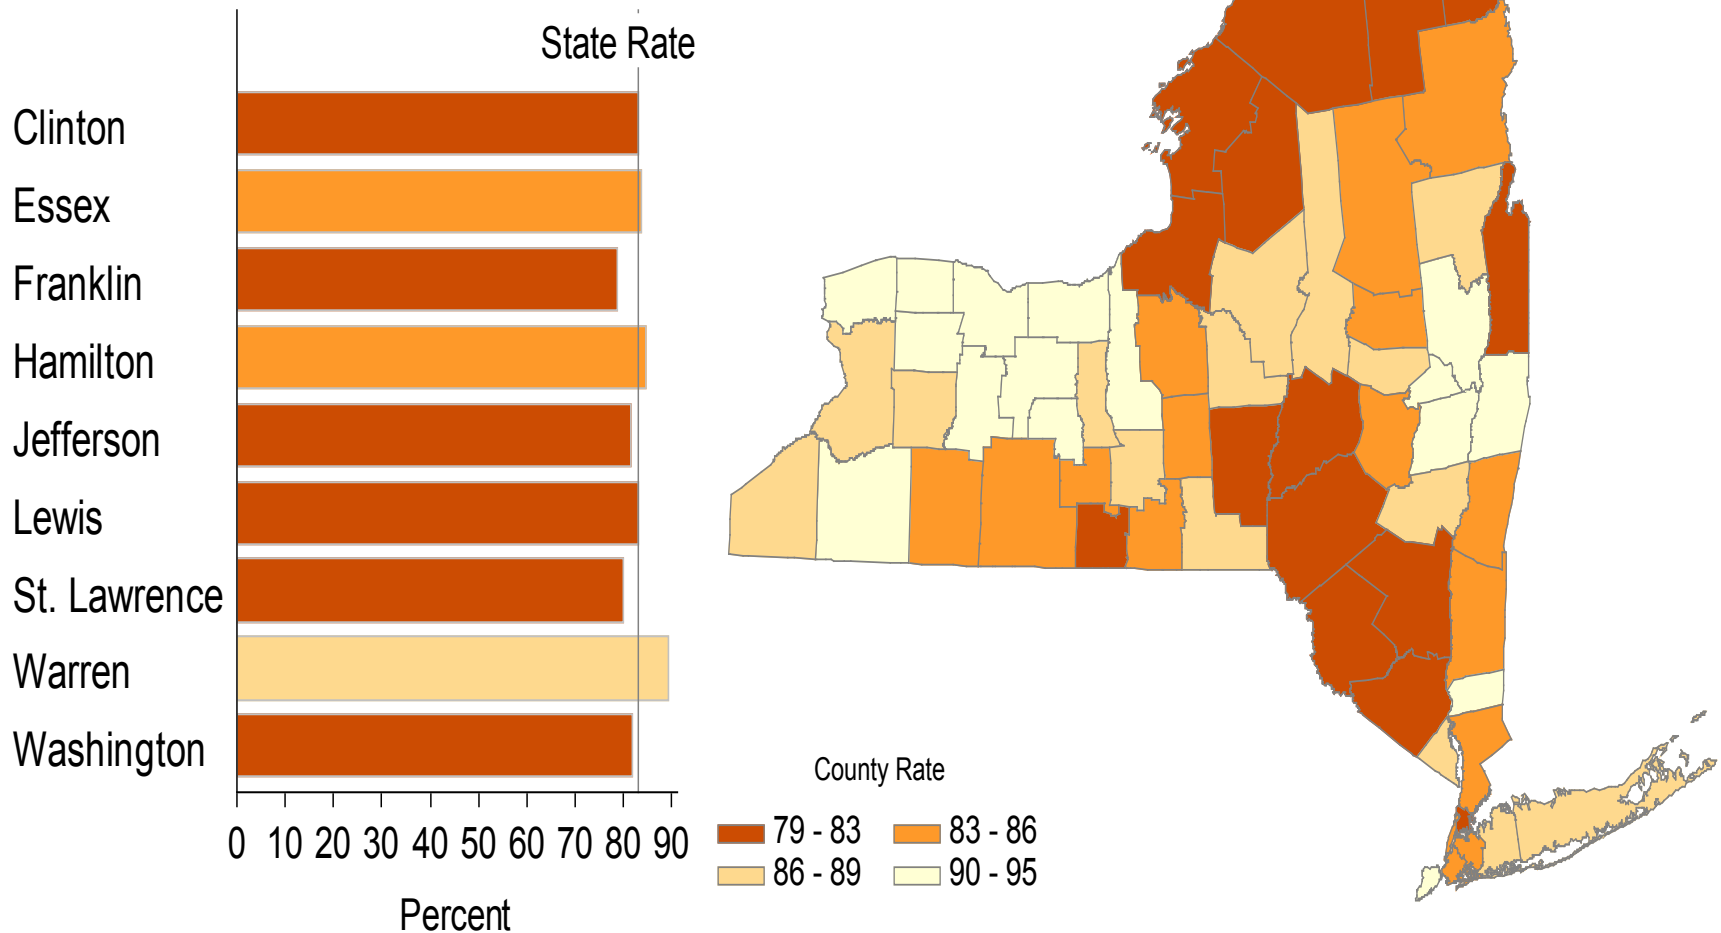 State Rate
Clinton
Essex
Franklin
Hamilton
Jefferson
Lewis
St. Lawrence
Warren
Washington
0 10 20 30 40 50 60 70 80 90
Percent
County Rate
79 - 83 83 - 86
86 - 89 90 - 95